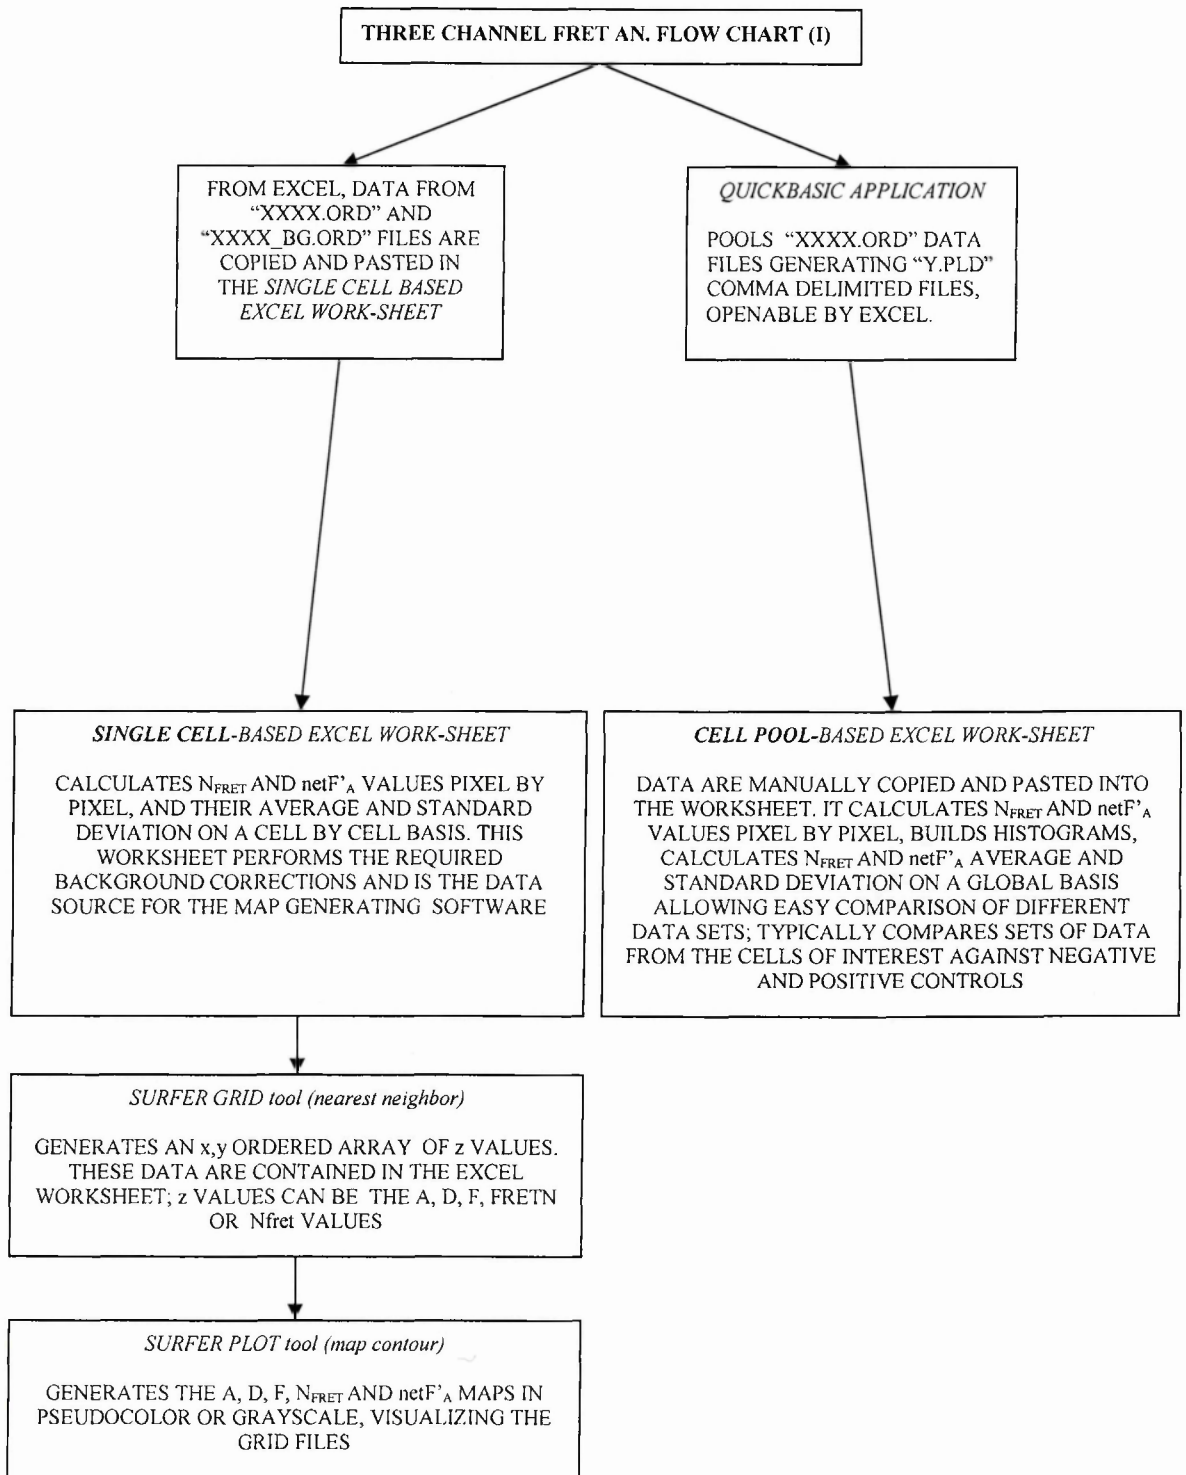 THREE CHANNEL FRET AN. FLOW CHART (I)
FROM EXCEL, DATA FROM
“XXXX.ORD” AND
“XXXX_BG.ORD” FILES ARE
COPIED AND PASTED IN
THE SINGLE CELL BASED
EXCEL WORK-SHEET
QUICKBASIC APPLICATION
POOLS “XXXX.ORD” DATA
FILES GENERATING “Y.PLD”
COMMA DELIMITED FILES,
OPENABLE BY EXCEL.
SINGLE CELL-BASED EXCEL WORK-SHEET
CALCULATES NFRET AND netF’A VALUES PIXEL BY
PIXEL, AND THEIR AVERAGE AND STANDARD
DEVIATION ON A CELL BY CELL BASIS. THIS
WORKSHEET PERFORMS THE REQUIRED
BACKGROUND CORRECTIONS AND IS THE DATA
SOURCE FOR THE MAP GENERATING SOFTWARE
CELL POOL-BASED EXCEL WORK-SHEET
DATA ARE MANUALLY COPIED AND PASTED INTO
THE WORKSHEET. IT CALCULATES NFRET AND netF’A
VALUES PIXEL BY PIXEL, BUILDS HISTOGRAMS,
CALCULATES NFRET AND netF’A AVERAGE AND
STANDARD DEVIATION ON A GLOBAL BASIS
ALLOWING EASY COMPARISON OF DIFFERENT
DATA SETS; TYPICALLY COMPARES SETS OF DATA
FROM THE CELLS OF INTEREST AGAINST NEGATIVE
AND POSITIVE CONTROLS
SURFER GRID tool (nearest neighbor)
GENERATES AN x,y ORDERED ARRAY OF z VALUES.
THESE DATA ARE CONTAINED IN THE EXCEL
WORKSHEET; z VALUES CAN BE THE A, D, F, FRETN
OR Nfret VALUES
SURFER PLOT tool (map contour)
GENERATES THE A, D, F, NFRET AND netF’A MAPS IN
PSEUDOCOLOR OR GRAYSCALE, VISUALIZING THE
GRID FILES